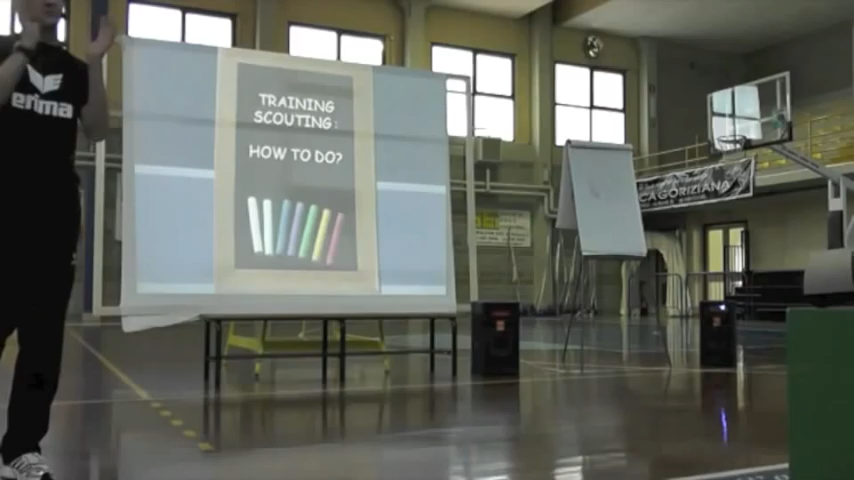 erima
TRAINING
SCOUTING:
HOW TO DO?
CAGORIZIANA